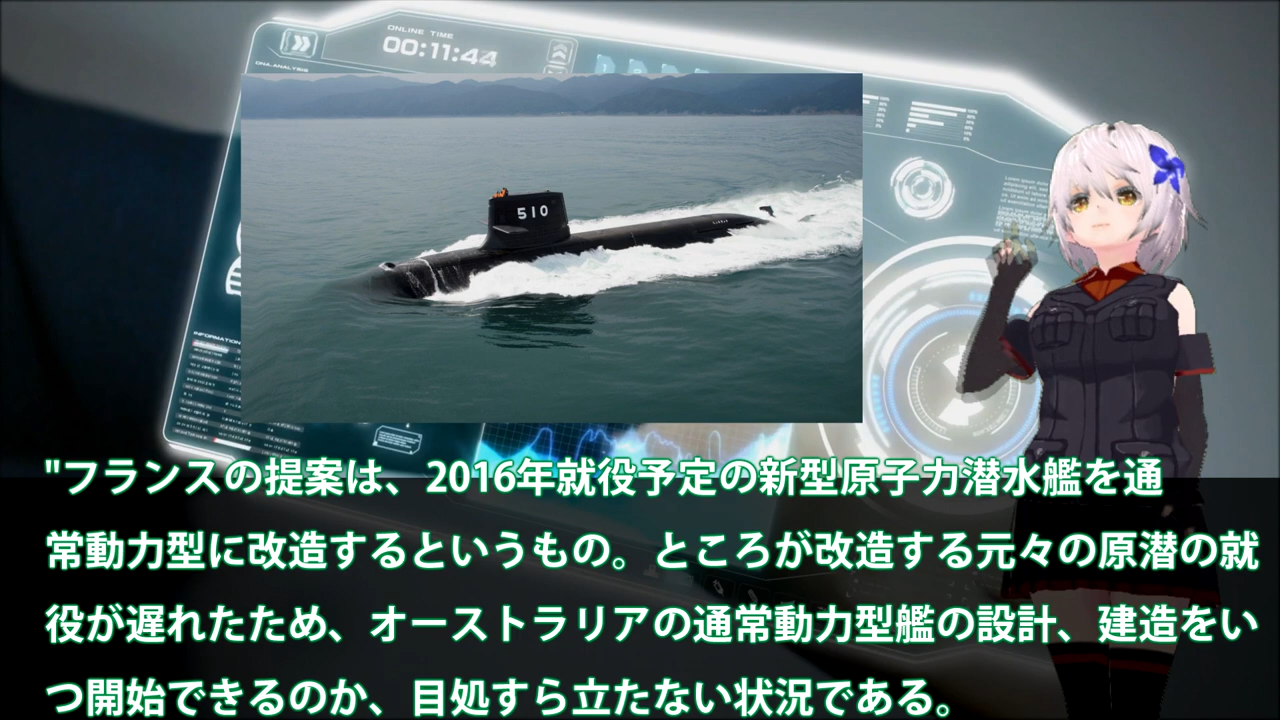 ONLINE TIME
00:11:44
DNA.ANALYSIS
510
INFORMATION
"フランスの提案は、2016年就役予定の新型原子力潜水艦を通
常動力型に改造するというもの。ところが改造する元々の原潜の就
役が遅れたため、オーストラリアの通常動力型艦の設計、建造をい
つ開始できるのか、目処すら立たない状況である。